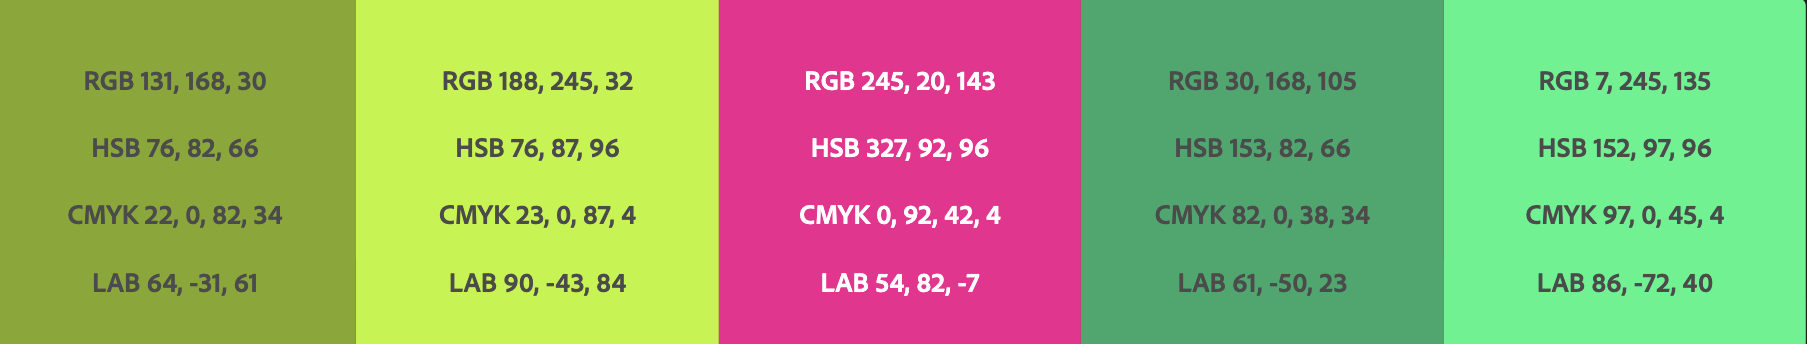 RGB 131, 168, 30
HSB 76, 82, 66
CMYK 22, 0, 82, 34
LAB 64, -31, 61
RGB 188, 245, 32
HSB 76, 87, 96
CMYK 23, 0, 87, 4
LAB 90, -43, 84
RGB 245, 20, 143
HSB 327, 92, 96
CMYK 0, 92, 42, 4
LAB 54, 82, -7
RGB 30, 168, 105
HSB 153, 82, 66
CMYK 82, 0, 38, 34
LAB 61, -50, 23
RGB 7, 245, 135
HSB 152, 97, 96
CMYK 97, 0, 45, 4
LAB 86, -72, 40